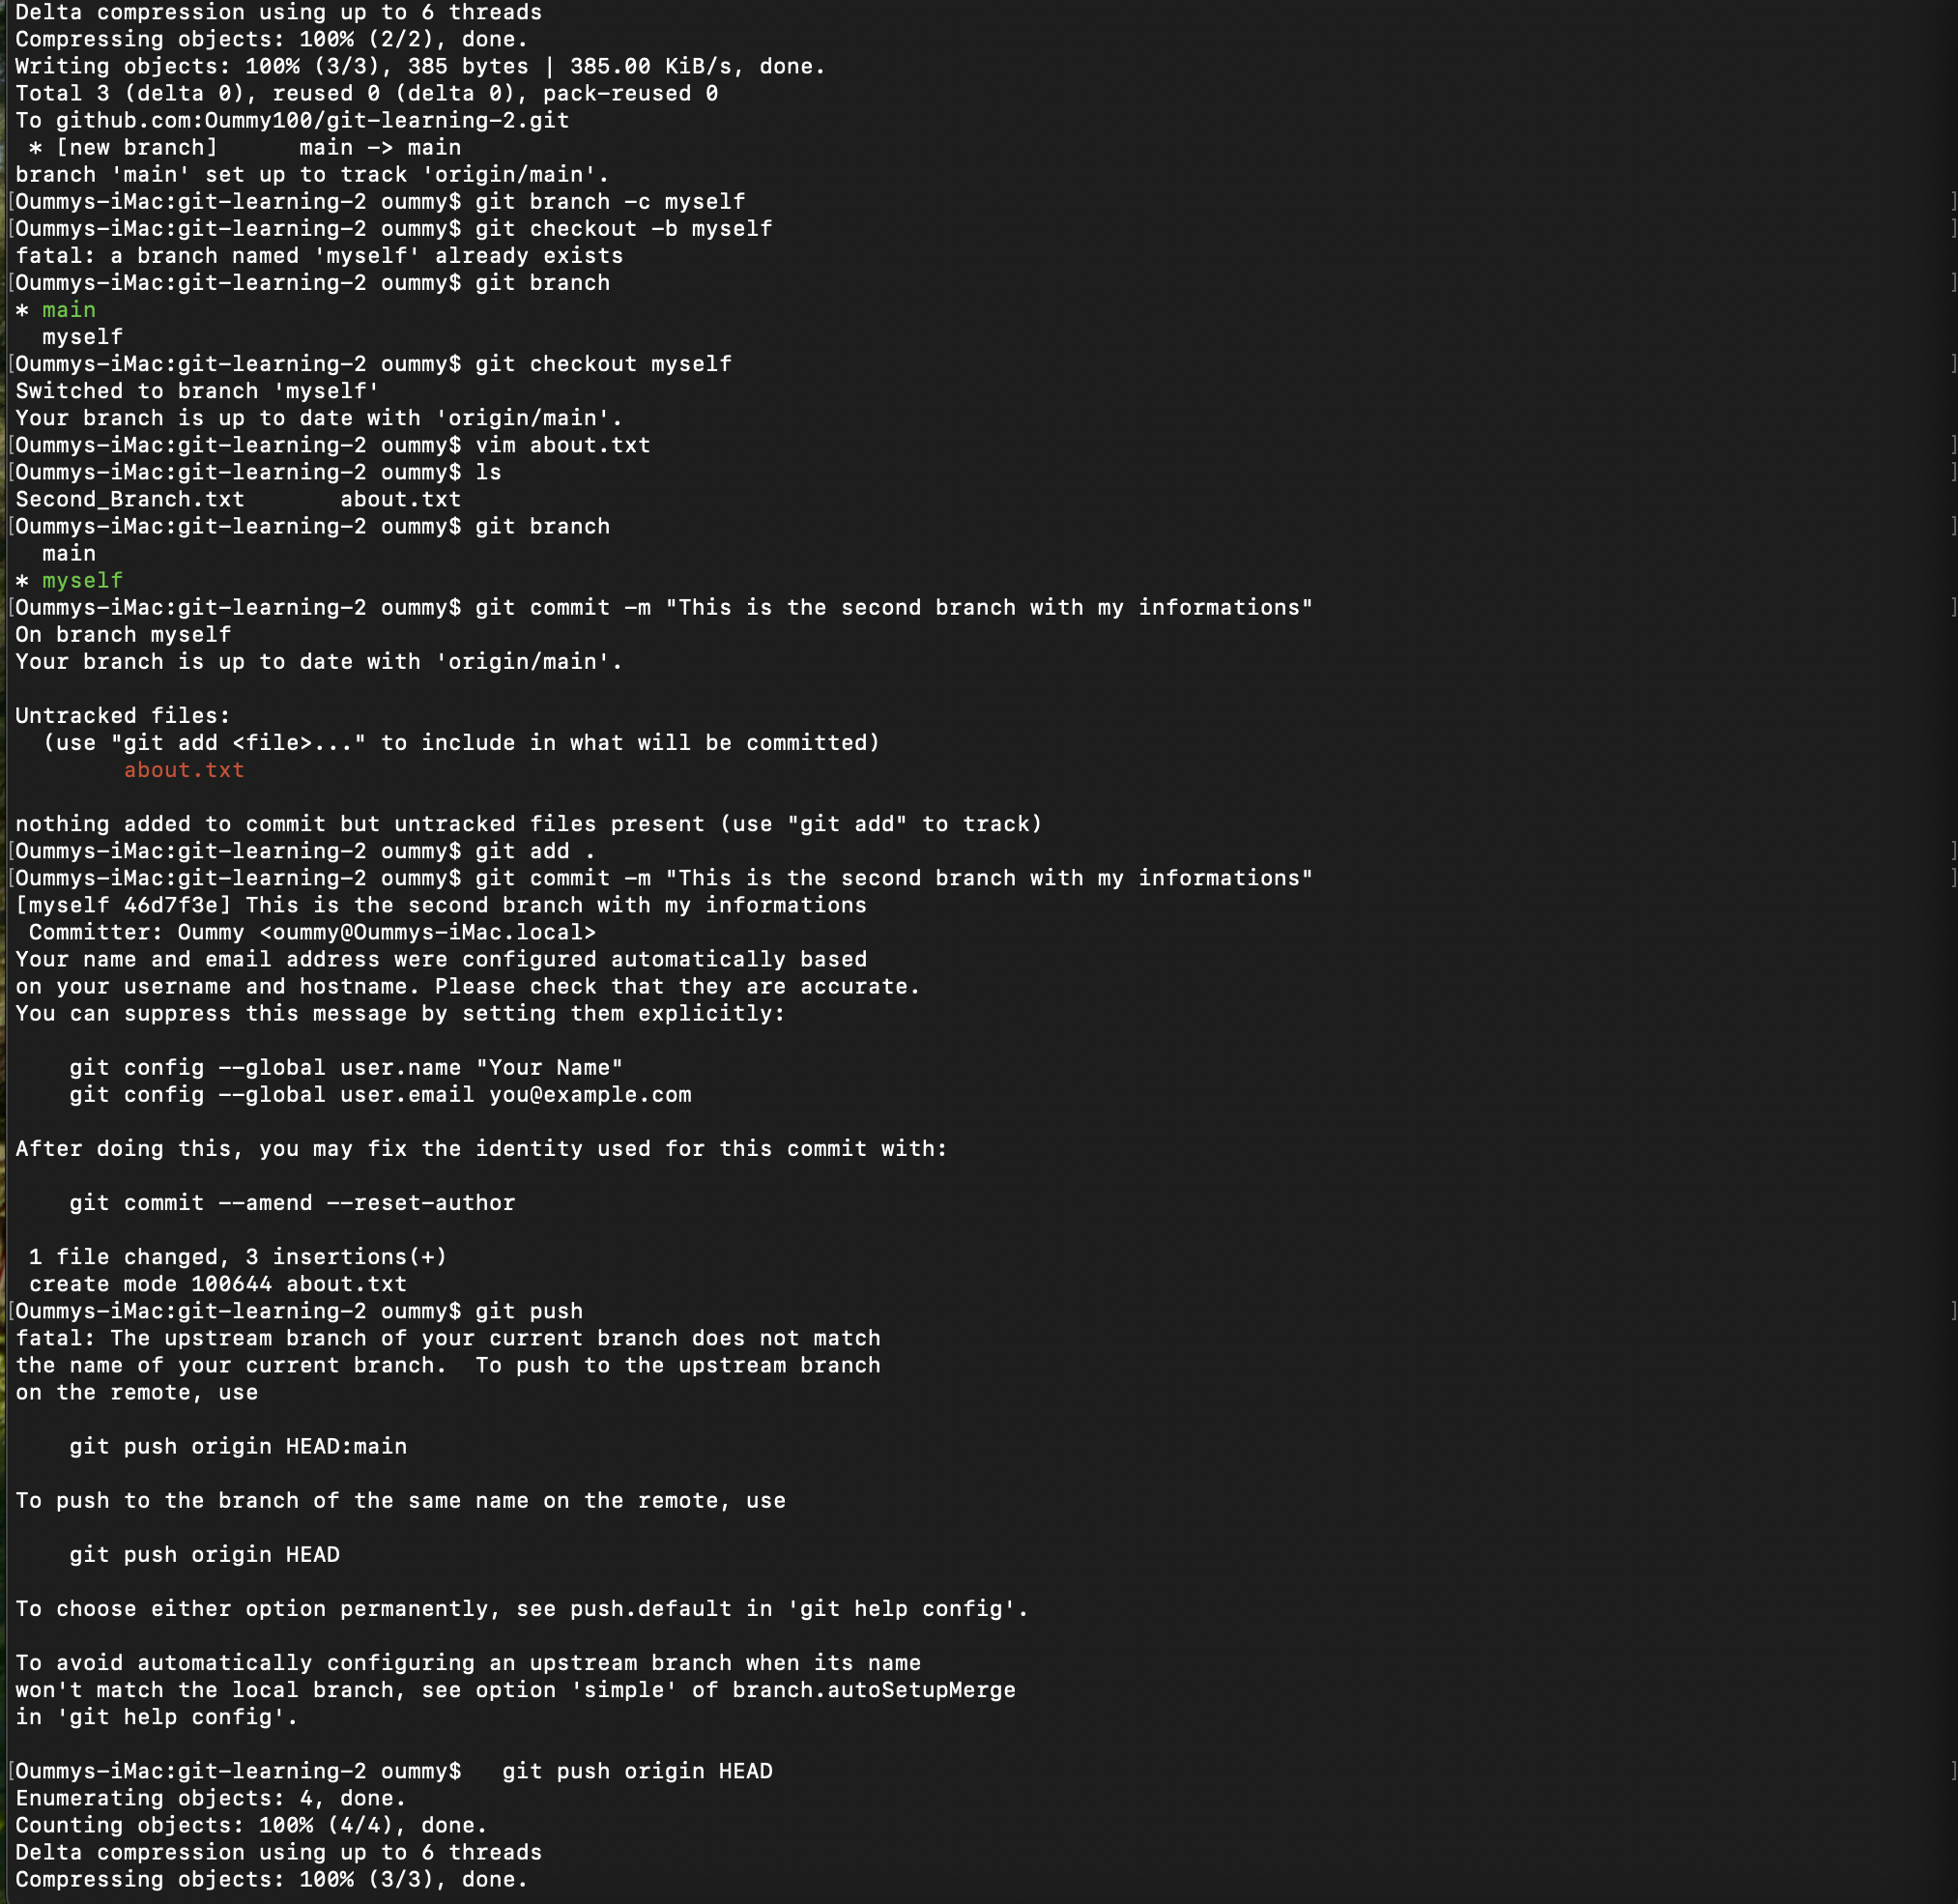 Delta compression using up to 6 threads
Compressing objects: 100% (2/2), done.
Writing objects: 100% (3/3), 385 bytes | 385.00 KiB/s, done.
Total 3 (delta 0), reused 0 (delta 0), pack-reused 0
To github.com:Oummy100/git-learning-2.git
 * [new branch]      main -> main
branch 'main' set up to track 'origin/main'.
[Oummys-iMac:git-learning-2 oummy$ git branch -c myself ]
[Oummys-iMac:git-learning-2 oummy$ git checkout -b myself ]
fatal: a branch named 'myself' already exists
[Oummys-iMac:git-learning-2 oummy$ git branch ]
* main
  myself
[Oummys-iMac:git-learning-2 oummy$ git checkout myself ]
Switched to branch 'myself'
Your branch is up to date with 'origin/main'.
[Oummys-iMac:git-learning-2 oummy$ vim about.txt ]
[Oummys-iMac:git-learning-2 oummy$ ls ]
Second_Branch.txt       about.txt
[Oummys-iMac:git-learning-2 oummy$ git branch ]
  main
* myself
[Oummys-iMac:git-learning-2 oummy$ git commit -m "This is the second branch with my informations" ]
On branch myself
Your branch is up to date with 'origin/main'.

Untracked files:
  (use "git add <file>..." to include in what will be committed)
        about.txt

nothing added to commit but untracked files present (use "git add" to track)
[Oummys-iMac:git-learning-2 oummy$ git add . ]
[Oummys-iMac:git-learning-2 oummy$ git commit -m "This is the second branch with my informations" ]
[myself 46d7f3e] This is the second branch with my informations
 Committer: Oummy <oummy@Oummys-iMac.local>
Your name and email address were configured automatically based
on your username and hostname. Please check that they are accurate.
You can suppress this message by setting them explicitly:

    git config --global user.name "Your Name"
    git config --global user.email you@example.com

After doing this, you may fix the identity used for this commit with:

    git commit --amend --reset-author

 1 file changed, 3 insertions(+)
 create mode 100644 about.txt
[Oummys-iMac:git-learning-2 oummy$ git push ]
fatal: The upstream branch of your current branch does not match
the name of your current branch.  To push to the upstream branch
on the remote, use

    git push origin HEAD:main

To push to the branch of the same name on the remote, use

    git push origin HEAD

To choose either option permanently, see push.default in 'git help config'.

To avoid automatically configuring an upstream branch when its name
won't match the local branch, see option 'simple' of branch.autoSetupMerge
in 'git help config'.

[Oummys-iMac:git-learning-2 oummy$   git push origin HEAD ]
Enumerating objects: 4, done.
Counting objects: 100% (4/4), done.
Delta compression using up to 6 threads
Compressing objects: 100% (3/3), done.